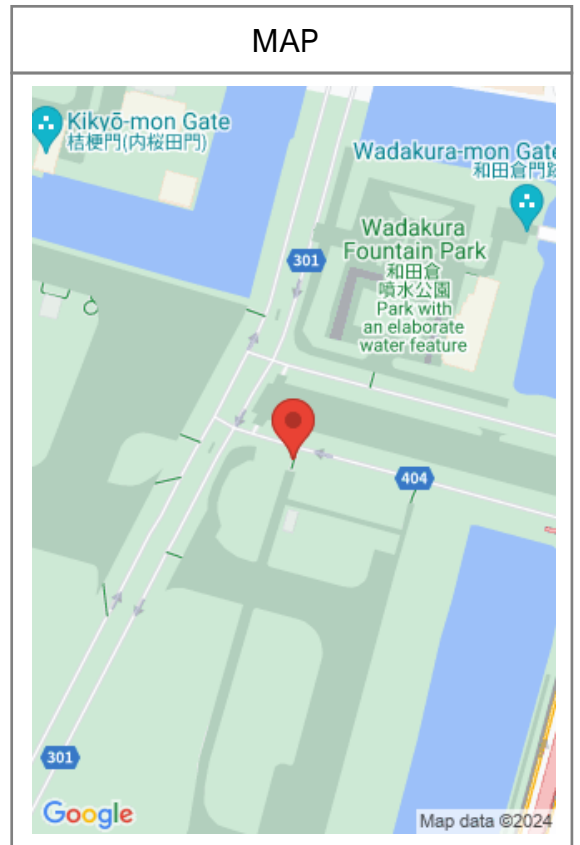 MAP
Kikyō-mon Gate
桔梗門(内桜田門)
Wadakura-mon Gate
和田倉門跡
301
Wadakura
Fountain Park
和田倉
噴水公園
Park with
an elaborate
water feature
404
301
Google
Map data ©2024